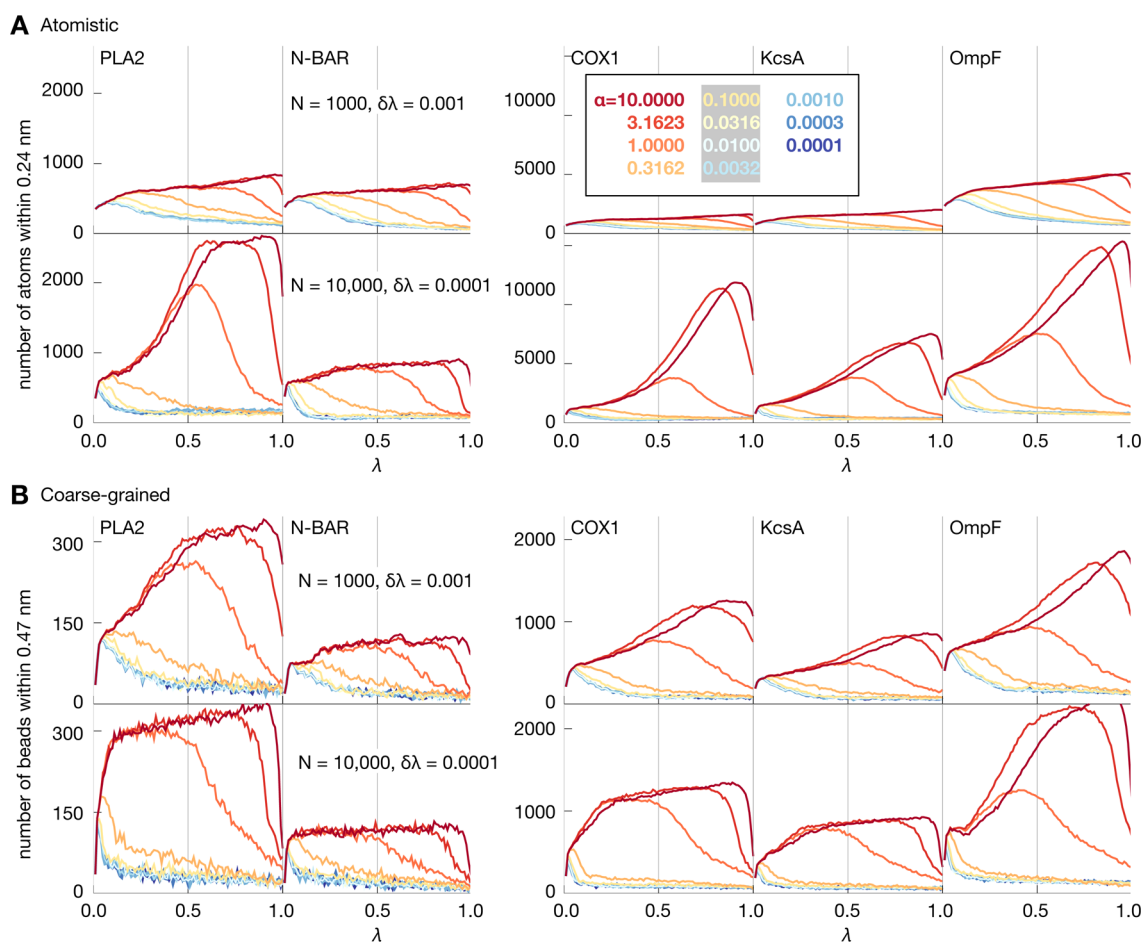 A Atomistic
PLA2 N-BAR COX1 KcsA OmpF
N = 1000, δλ = 0.001
α=10.0000 0.1000 0.0010
3.1623 0.0316 0.0003
1.0000 0.0100 0.0001
0.3162 0.0032
2000
1000
0
10000
5000
0
number of atoms within 0.24 nm
N = 10,000, δλ = 0.0001
2000
1000
0
10000
5000
0
0.0 0.5 1.0 0.5 1.0 0.0 0.5 1.0 0.5 1.0 0.5 1.0
λ λ
B Coarse-grained
PLA2 N-BAR COX1 KcsA OmpF
N = 1000, δλ = 0.001
300
150
0
2000
1000
0
number of beads within 0.47 nm
N = 10,000, δλ = 0.0001
300
150
0
2000
1000
0
0.0 0.5 1.0 0.5 1.0 0.0 0.5 1.0 0.5 1.0 0.5 1.0
λ λ